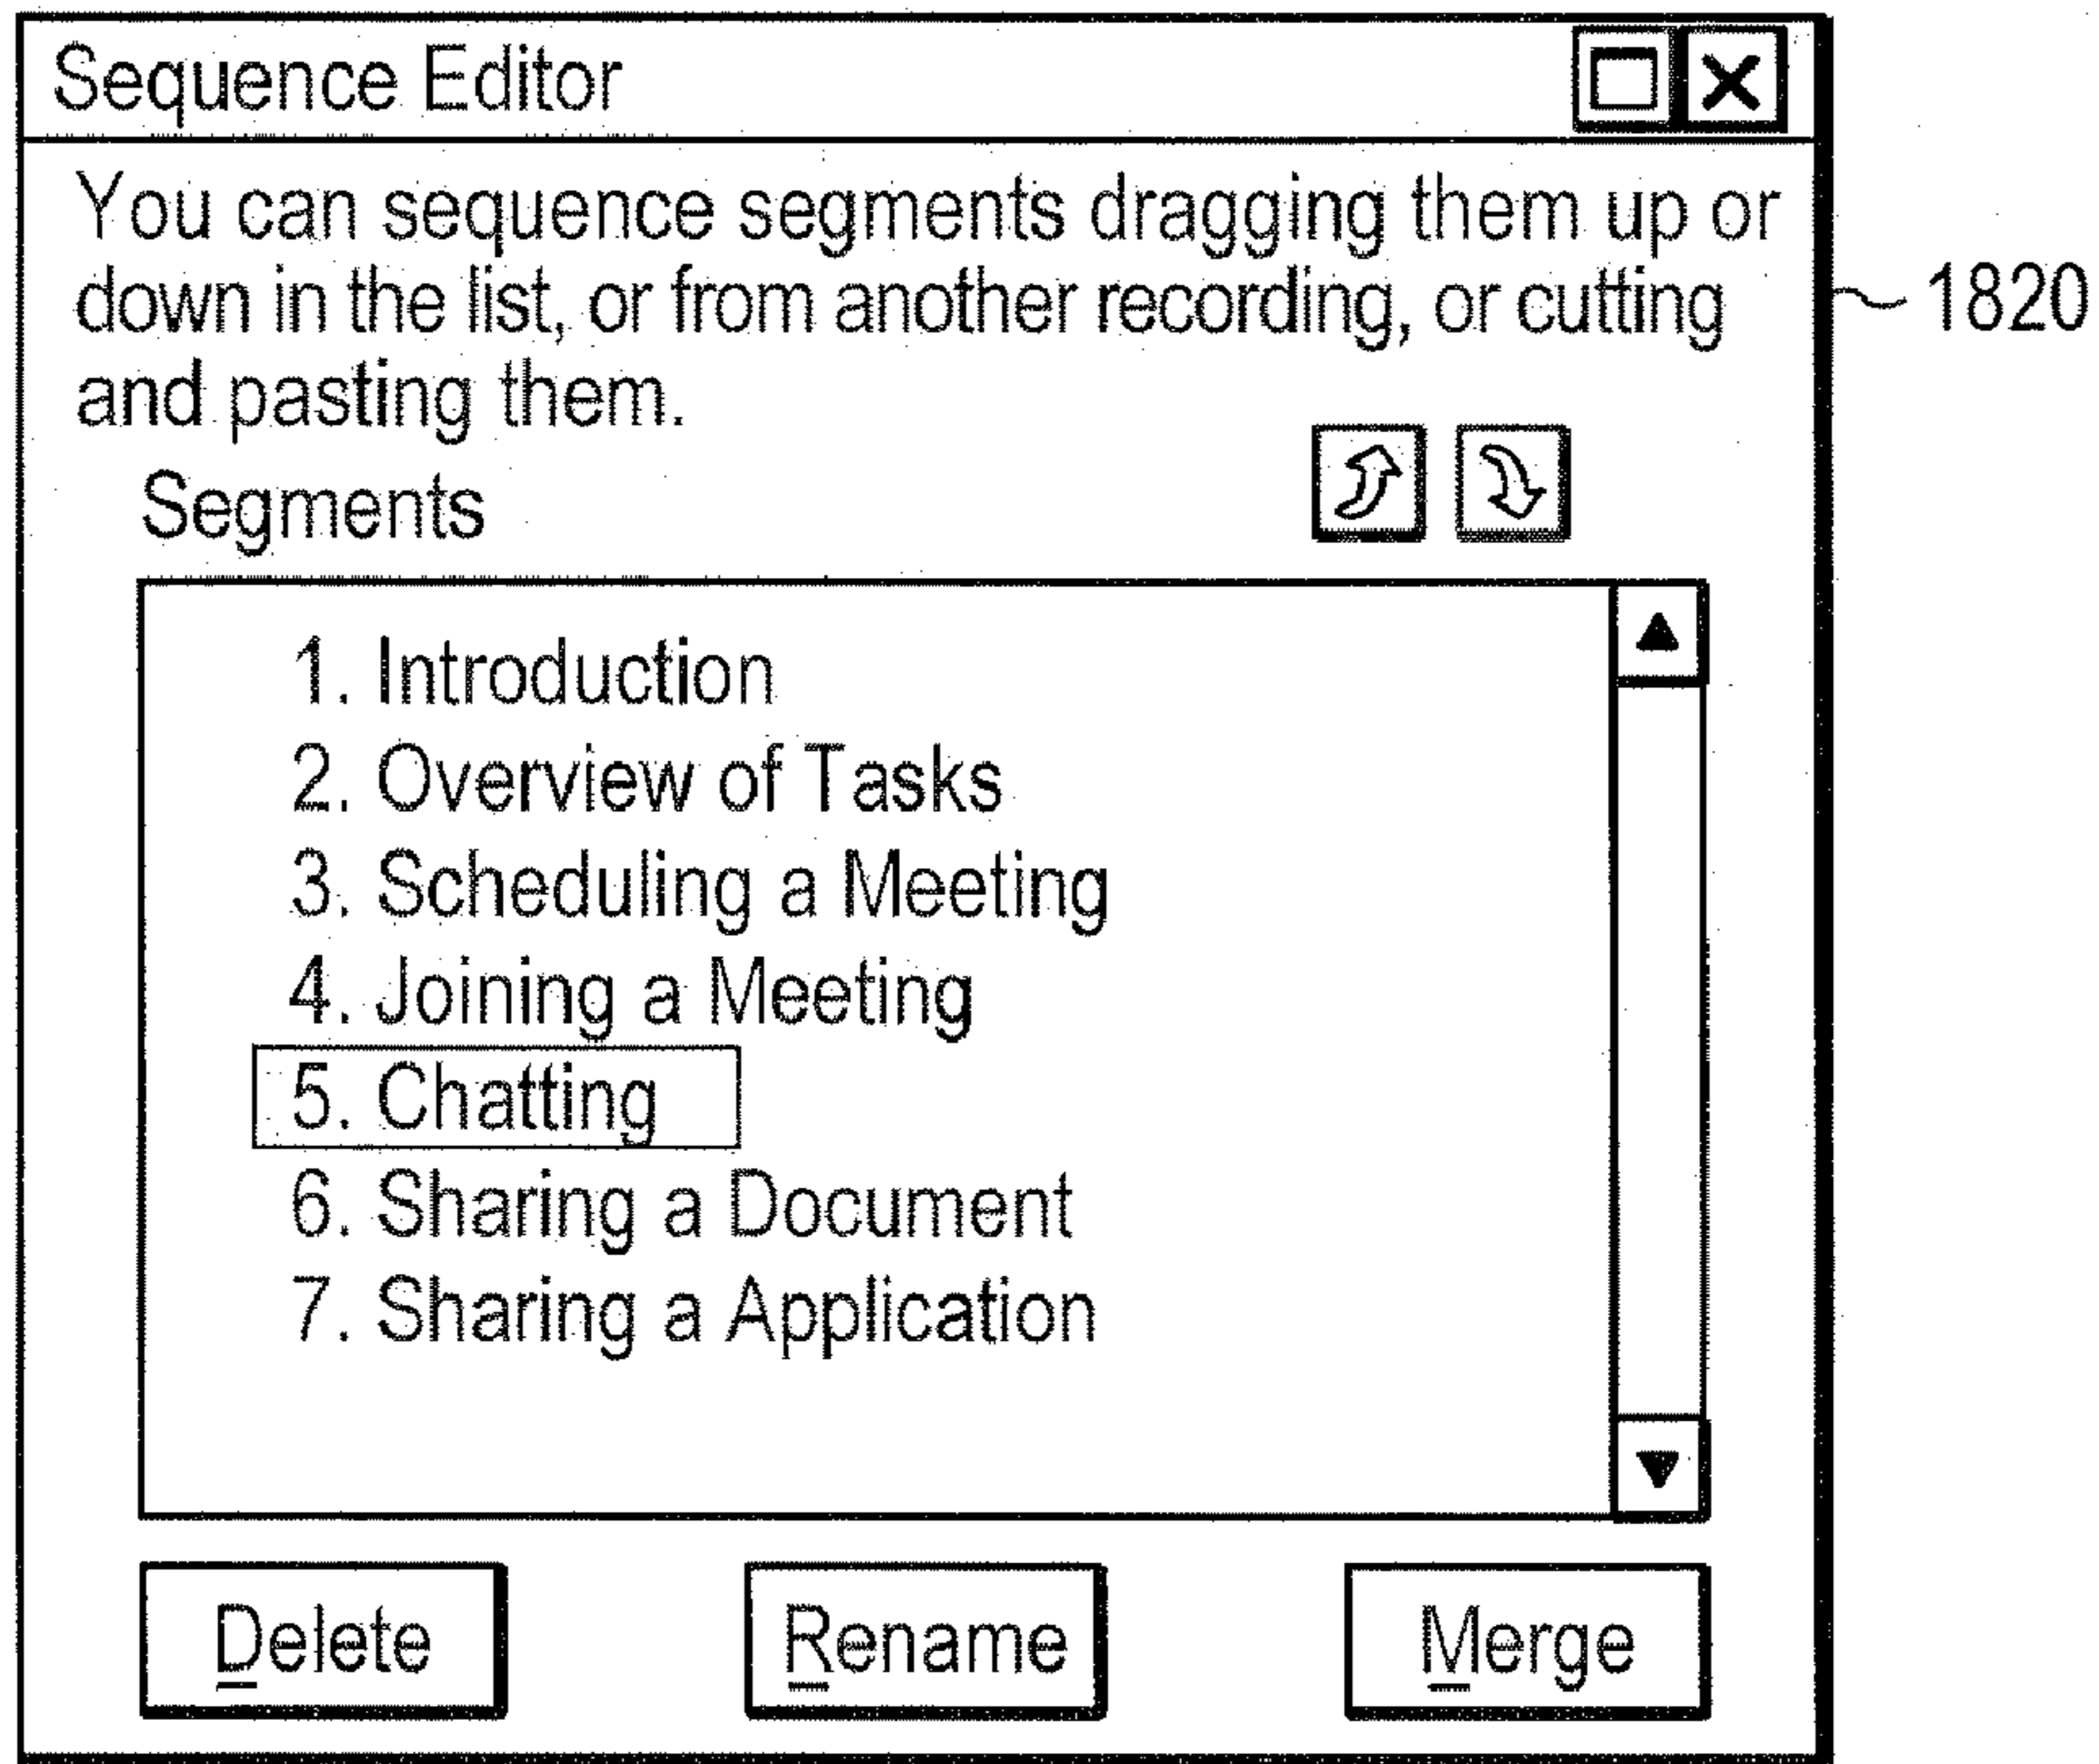 Sequence Editor
You can sequence segments dragging them up or
down in the list, or from another recording, or cutting
and pasting them.
1820
Segments
1. Introduction
2. Overview of Tasks
3. Scheduling a Meeting
4. Joining a Meeting
5. Chatting
6. Sharing a Document
7. Sharing a Application
Delete
Rename
Merge